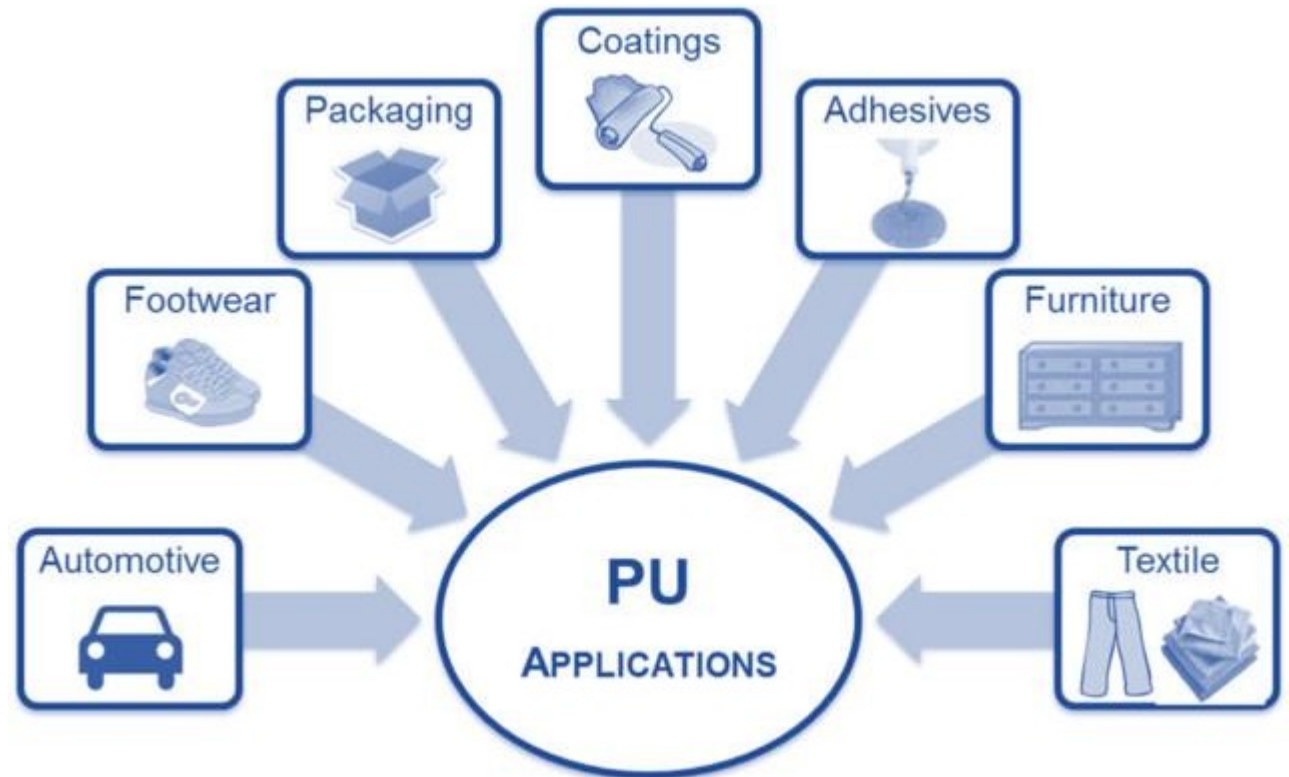 Coatings
Packaging
Adhesives
Footwear
Furniture
Automotive
Textile
PU
APPLICATIONS